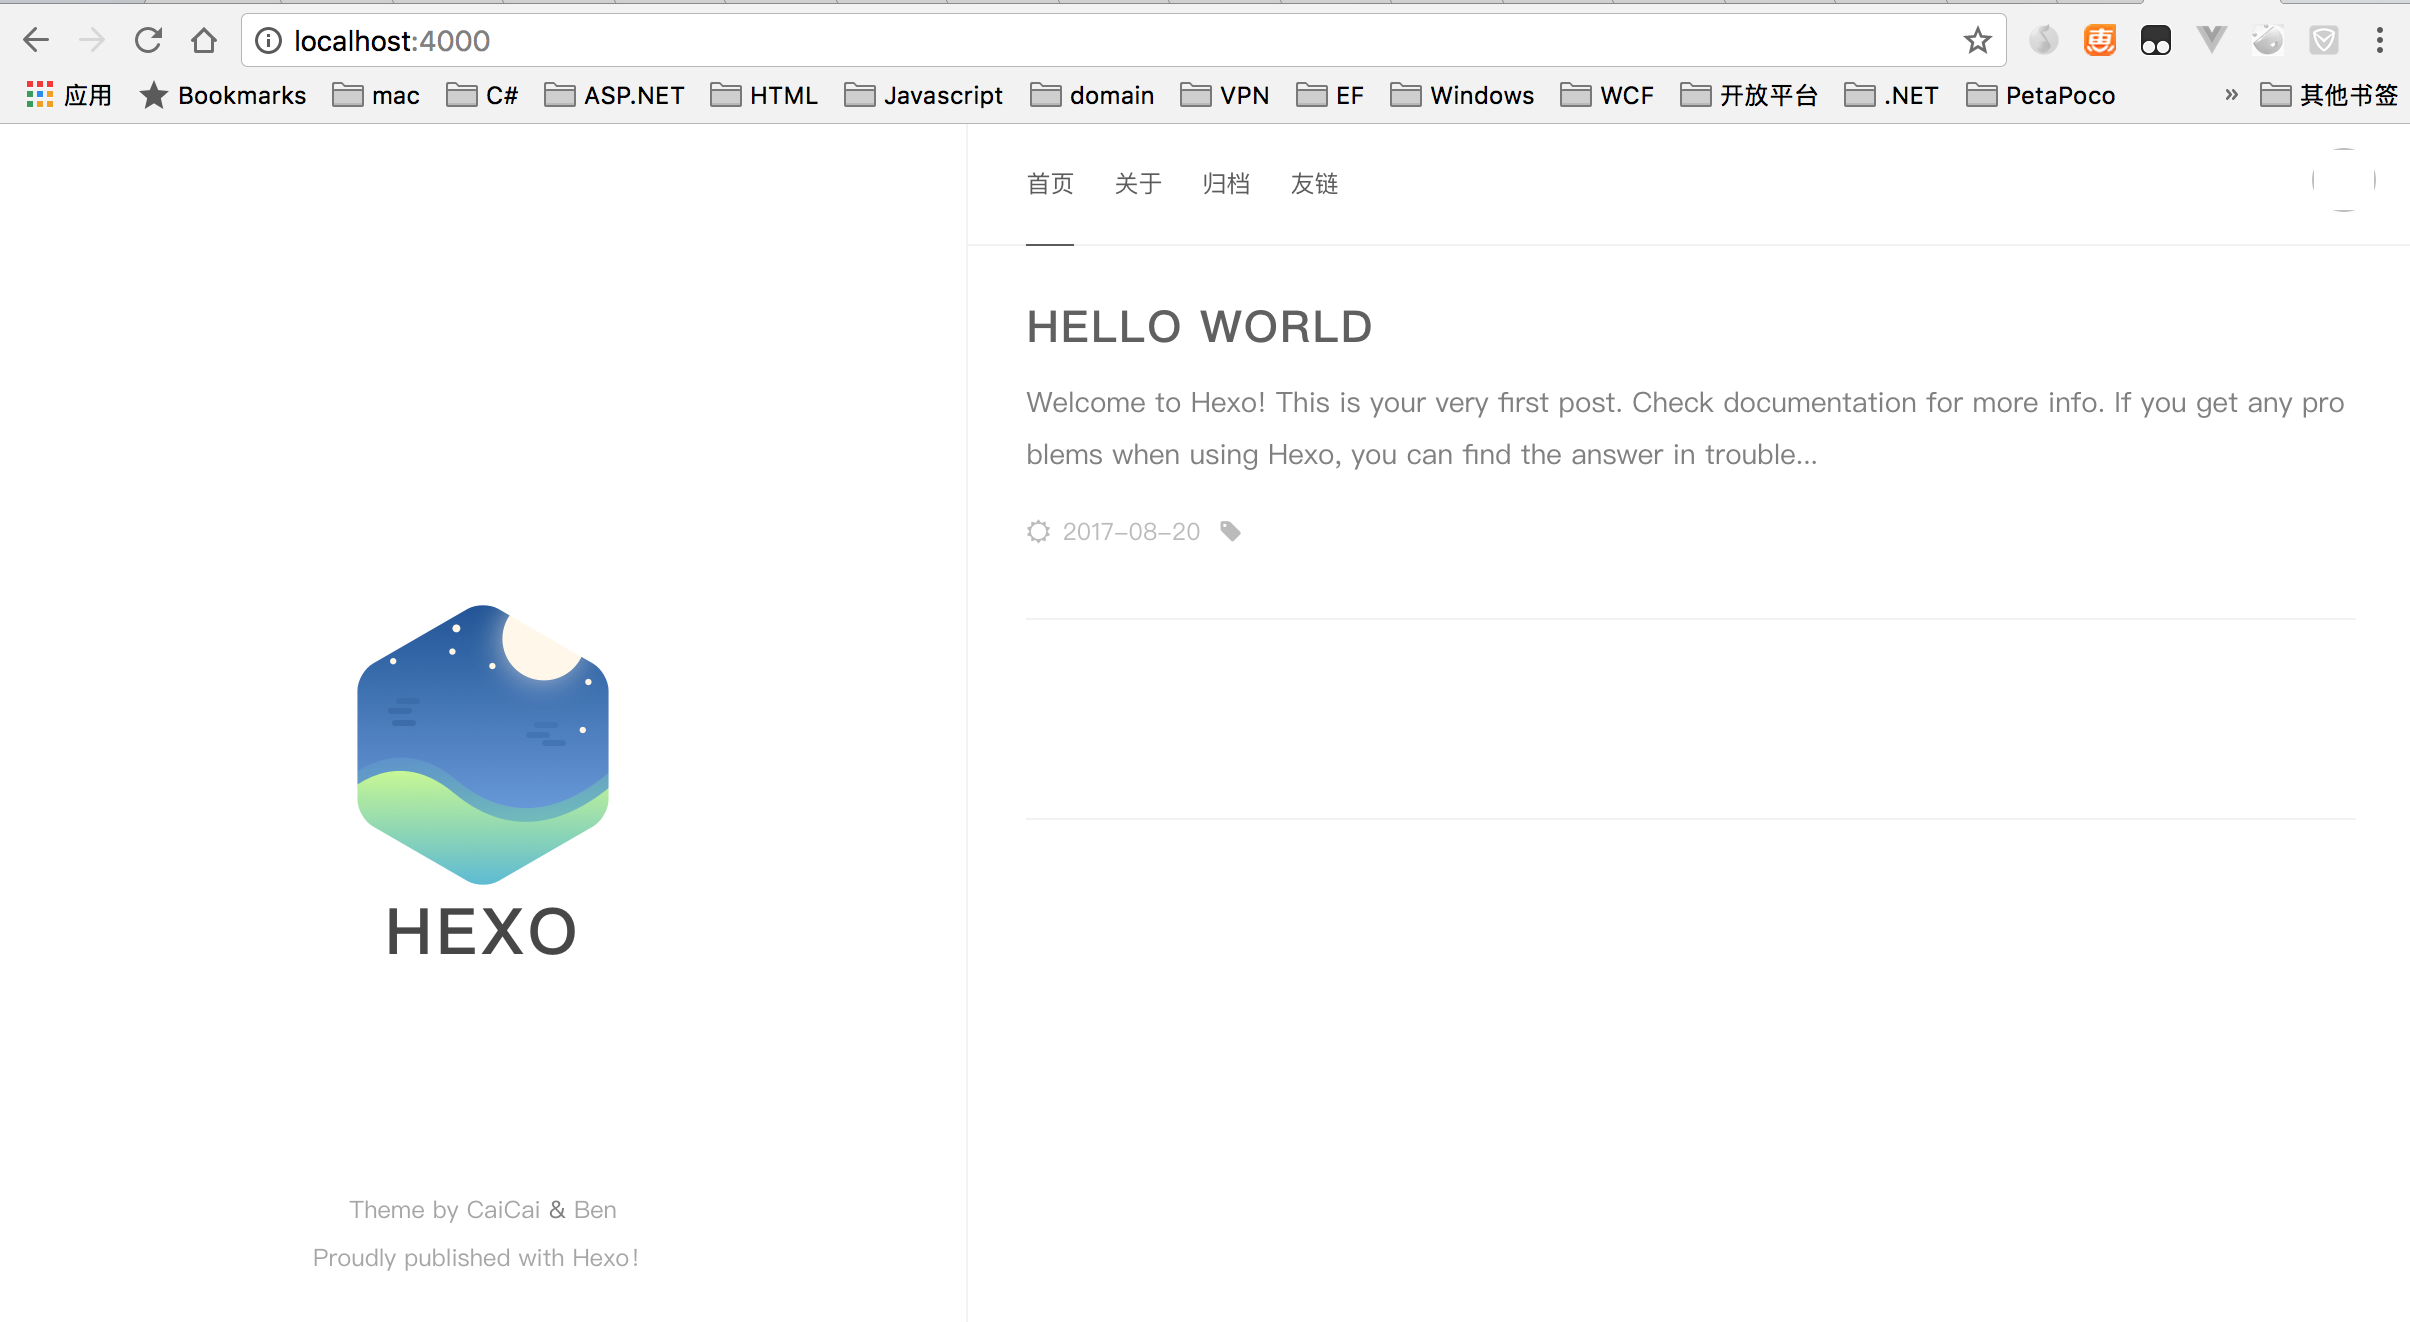 localhost:4000
应用 Bookmarks mac C# ASP.NET HTML Javascript domain VPN EF Windows WCF 开放平台 .NET PetaPoco » 其他书签
首页 关于 归档 友链
HELLO WORLD
Welcome to Hexo! This is your very first post. Check documentation for more info. If you get any pro
blems when using Hexo, you can find the answer in trouble...
2017-08-20
HEXO
Theme by CaiCai & Ben
Proudly published with Hexo!